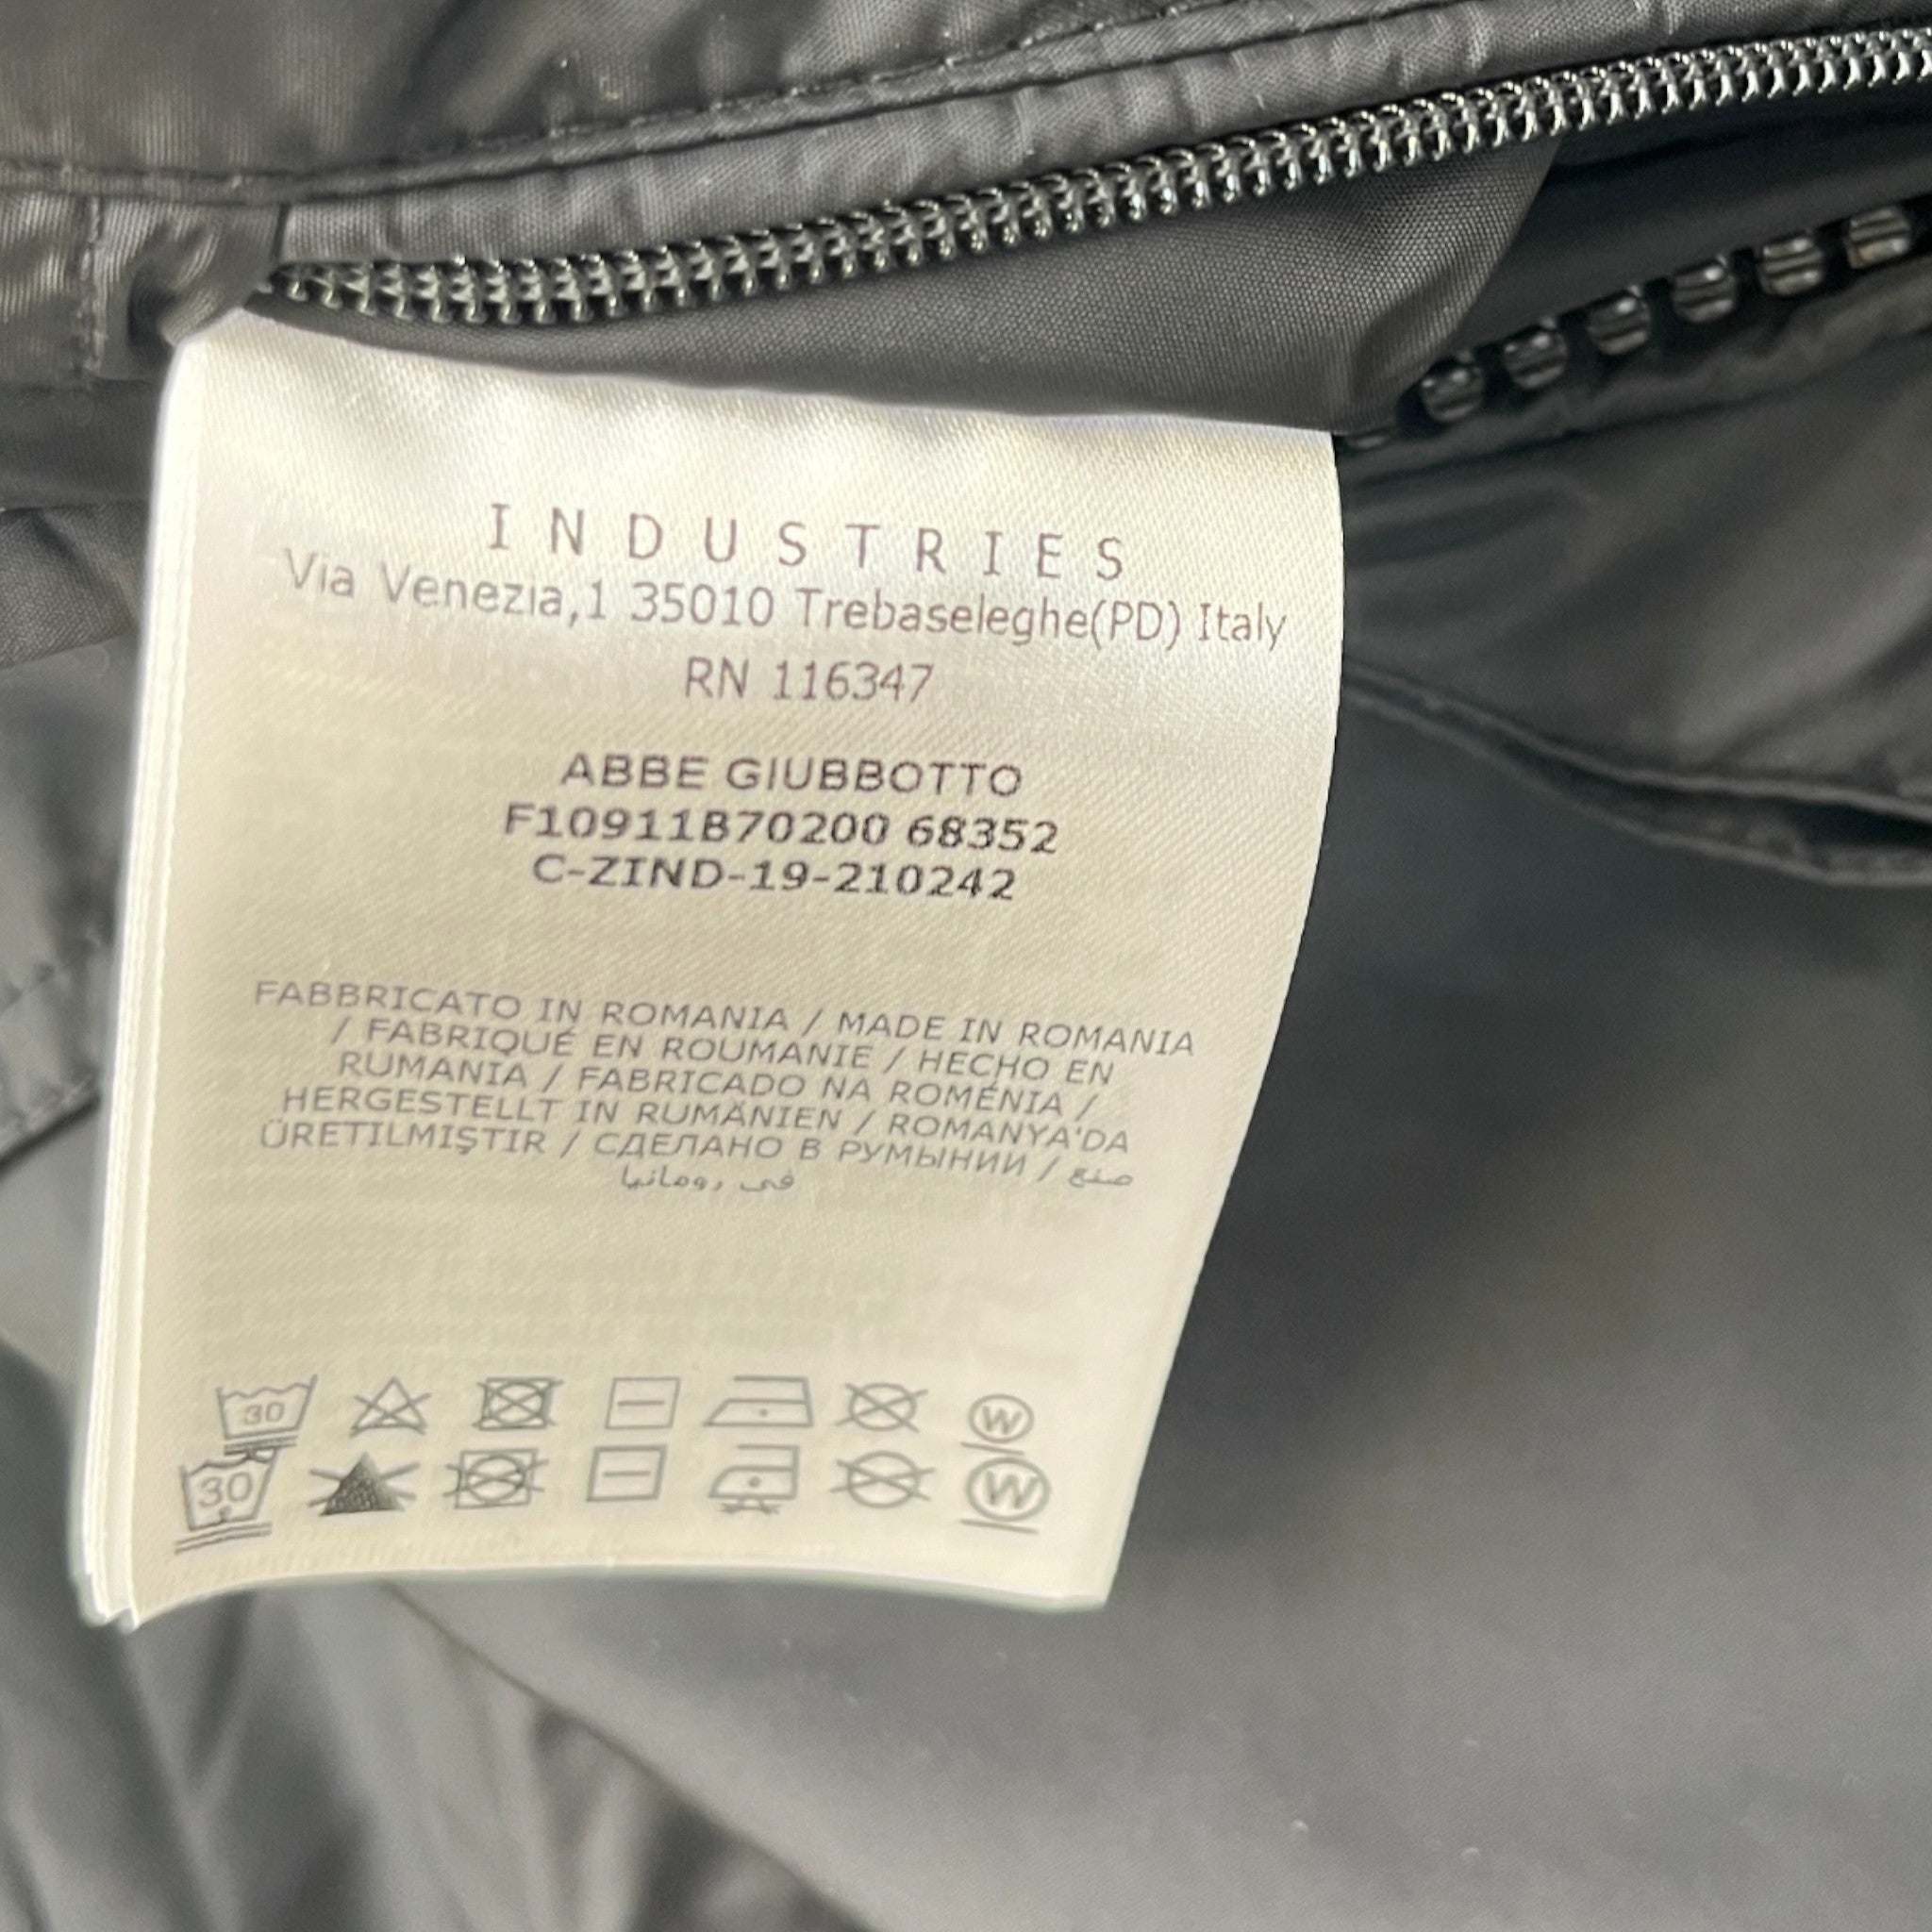 INDUSTRIES
Via Venezia,1 35010 Trebaseleghe(PD) Italy
RN 116347
ABBE GIUBBOTTO
F10911B70200 68352
C-ZIND-19-210242
FABBRICATO IN ROMANIA / MADE IN ROMANIA
/ FABRIQUÉ EN ROUMANIE / HECHO EN
RUMANIA / FABRICADO NA ROMÉNIA /
HERGESTELLT IN RUMÄNIEN / ROMANYA'DA
ÜRETILMIŞTIR / СДЕЛАНО В РУМЫНИИ / صنع
في رومانيا
30 W
30 W